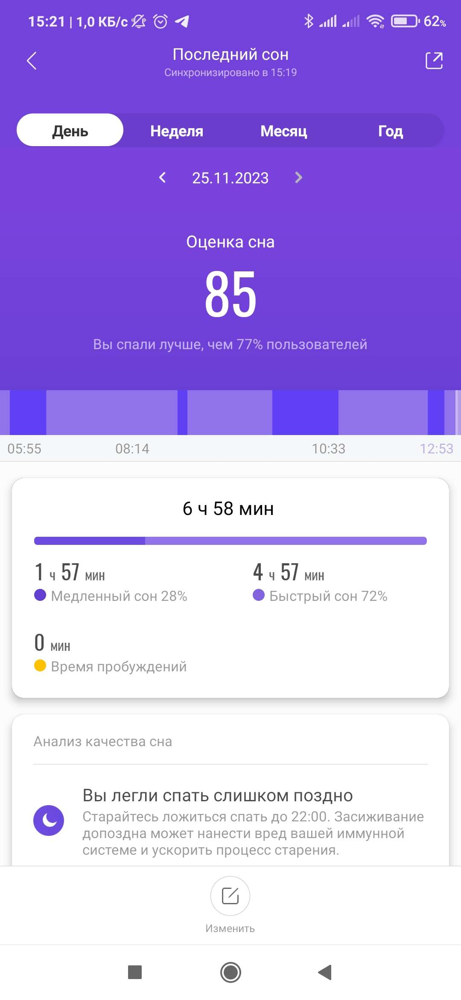 15:21 | 1,0 КБ/с 62%
Последний сон
Синхронизировано в 15:19
День Неделя Месяц Год
25.11.2023
Оценка сна
85
Вы спали лучше, чем 77% пользователей
05:55 08:14 10:33 12:53
6 ч 58 мин
1 ч 57 мин 4 ч 57 мин
Медленный сон 28% Быстрый сон 72%
0 мин
Время пробуждений
Анализ качества сна
Вы легли спать слишком поздно
Старайтесь ложиться спать до 22:00. Засиживание
допоздна может нанести вред вашей иммунной
системе и ускорить процесс старения.
Изменить